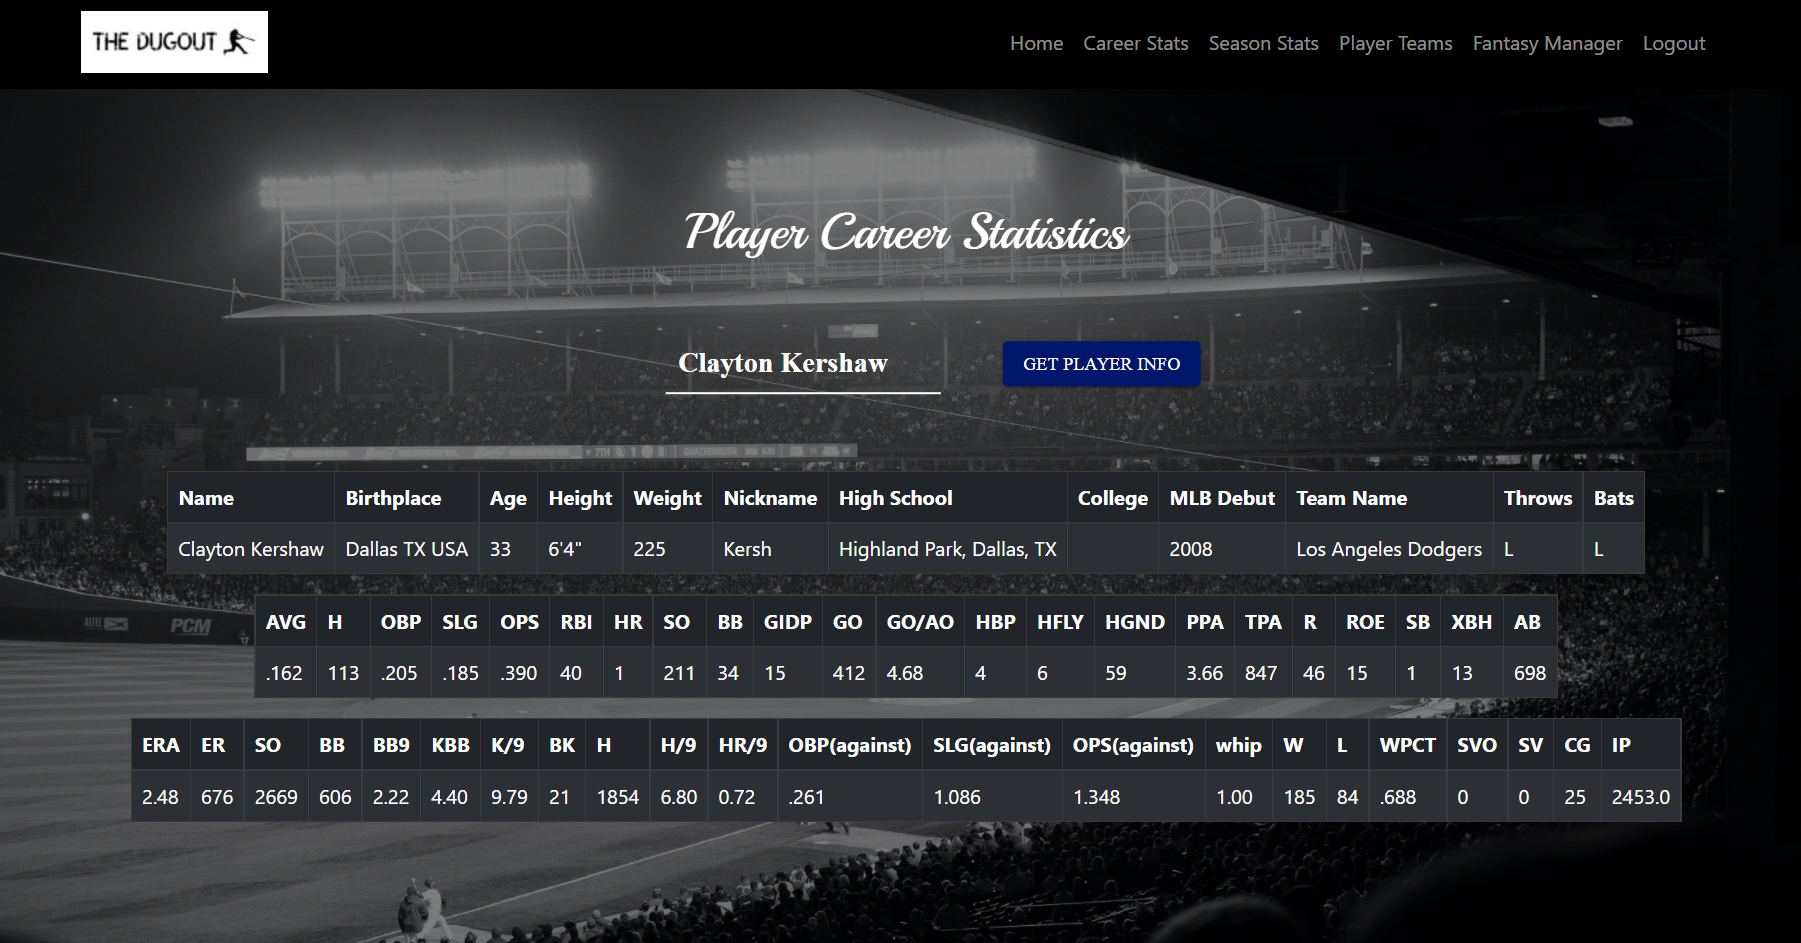 THE DUGOUT
Home Career Stats Season Stats Player Teams Fantasy Manager Logout
Player Career Statistics
Clayton Kershaw GET PLAYER INFO
7TH 1 0
Name Birthplace Age Height Weight Nickname High School College MLB Debut Team Name Throws Bats
Clayton Kershaw Dallas TX USA 33 6'4" 225 Kersh Highland Park, Dallas, TX 2008 Los Angeles Dodgers L L
AVG H OBP SLG OPS RBI HR SO BB GIDP GO GO/AO HBP HFLY HGND PPA TPA R ROE SB XBH AB
.162 113 .205 .185 .390 40 1 211 34 15 412 4.68 4 6 59 3.66 847 46 15 1 13 698
PCM
ERA ER SO BB BB9 KBB K/9 BK H H/9 HR/9 OBP(against) SLG(against) OPS(against) whip W L WPCT SVO SV CG IP
2.48 676 2669 606 2.22 4.40 9.79 21 1854 6.80 0.72 .261 1.086 1.348 1.00 185 84 .688 0 0 25 2453.0